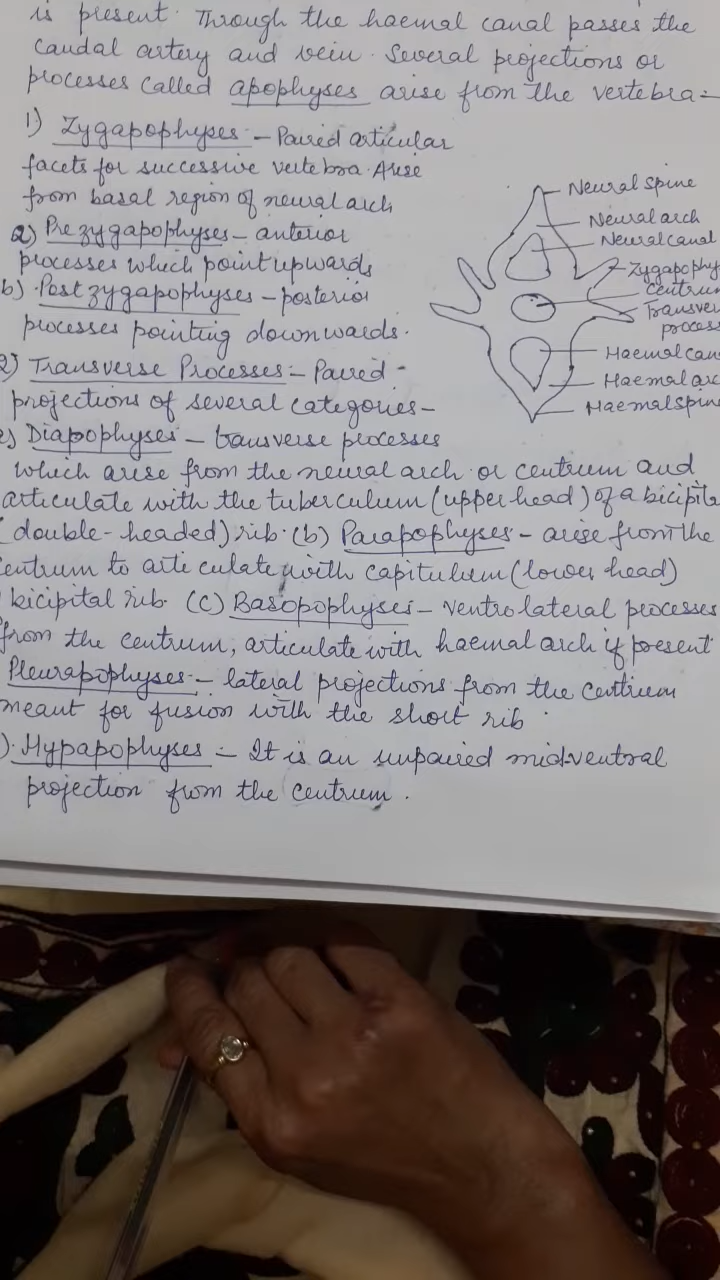 is present. Through the haemal canal passes the
caudal artery and vein. Several projections or
processes called apophyses arise from the vertebra:-
1) Zygapophyses - Paired articular
facets for successive vertebra. Arise
from basal region of neural arch
a) Prezygapophyses - anterior
processes which point upwards
b) Postzygapophyses - posterior
processes pointing downwards.
2) Transverse Processes - Paired -
projections of several categories -
Diapophyses - transverse processes
which arise from the neural arch or centrum and
articulate with the tuberculum (upper head) of a bicipita
(double-headed) rib. (b) Parapophyses - arise from the
entrum to articulate with capitulum (lower head)
bicipital rib. (C) Basopophyses - ventrolateral processes
from the centrum, articulate with haemal arch if present
Pleurapophyses - lateral projections from the centrum
meant for fusion with the short rib.
). Hypapophyses - It is an unpaired midventral
projection from the centrum.
Neural spine
Neural arch
Neural canal
Zygapophy
Centrum
Transver
process
Haemal can
Haemal arc
Haemal spin